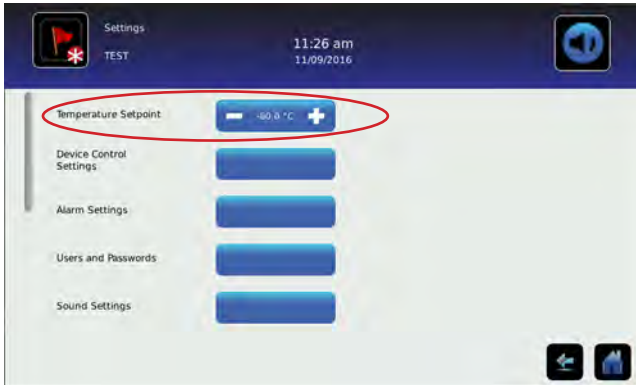 Settings
TEST
11:26 am
11/09/2016
Temperature Setpoint
-80.0 °C
Device Control
Settings
Alarm Settings
Users and Passwords
Sound Settings